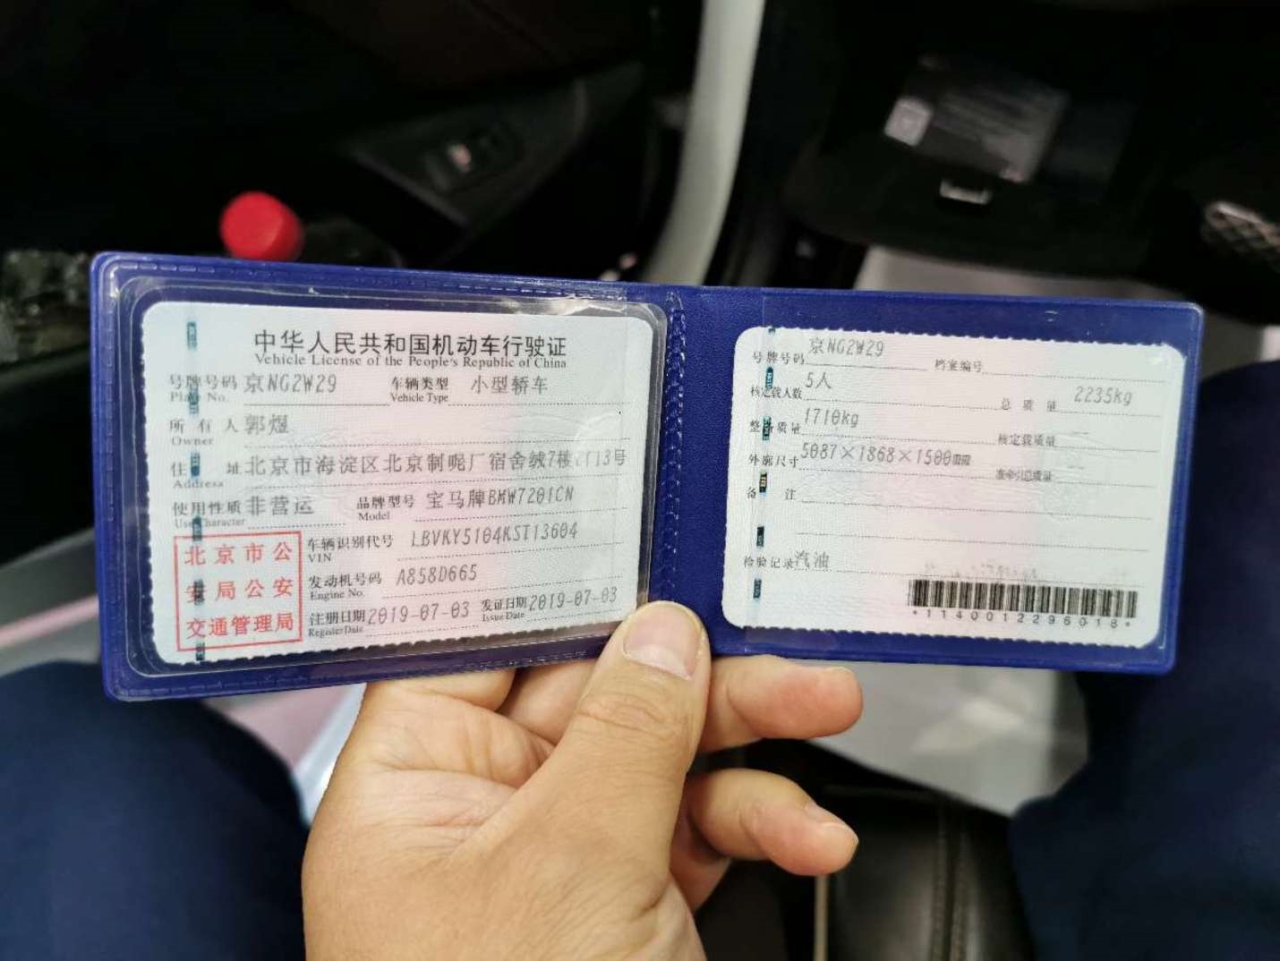 中华人民共和国机动车行驶证
Vehicle License of the People's Republic of China
号牌号码 京NG2W29 车辆类型 小型轿车
Plate No. Vehicle Type
所有人 郭煜
Owner
住址 北京市海淀区北京制呢厂宿舍绒7楼 13号
Address
使用性质 非营运 品牌型号 宝马牌BMW7201CN
Use Character Model
北京市公
安局公安
交通管理局
车辆识别代号 LBVKY5104KST13604
VIN
发动机号码 A858D665
Engine No.
注册日期 2019-07-03 发证日期 2019-07-03
Register Date Issue Date
号牌号码 京NG2W29 档案编号
核定载人数 5人 总质量 2235kg
整备质量 1710kg 核定载质量 --
外廓尺寸 5087×1868×1500mm 准牵引总质量 --
备注
检验记录 汽油
*1140012296018*